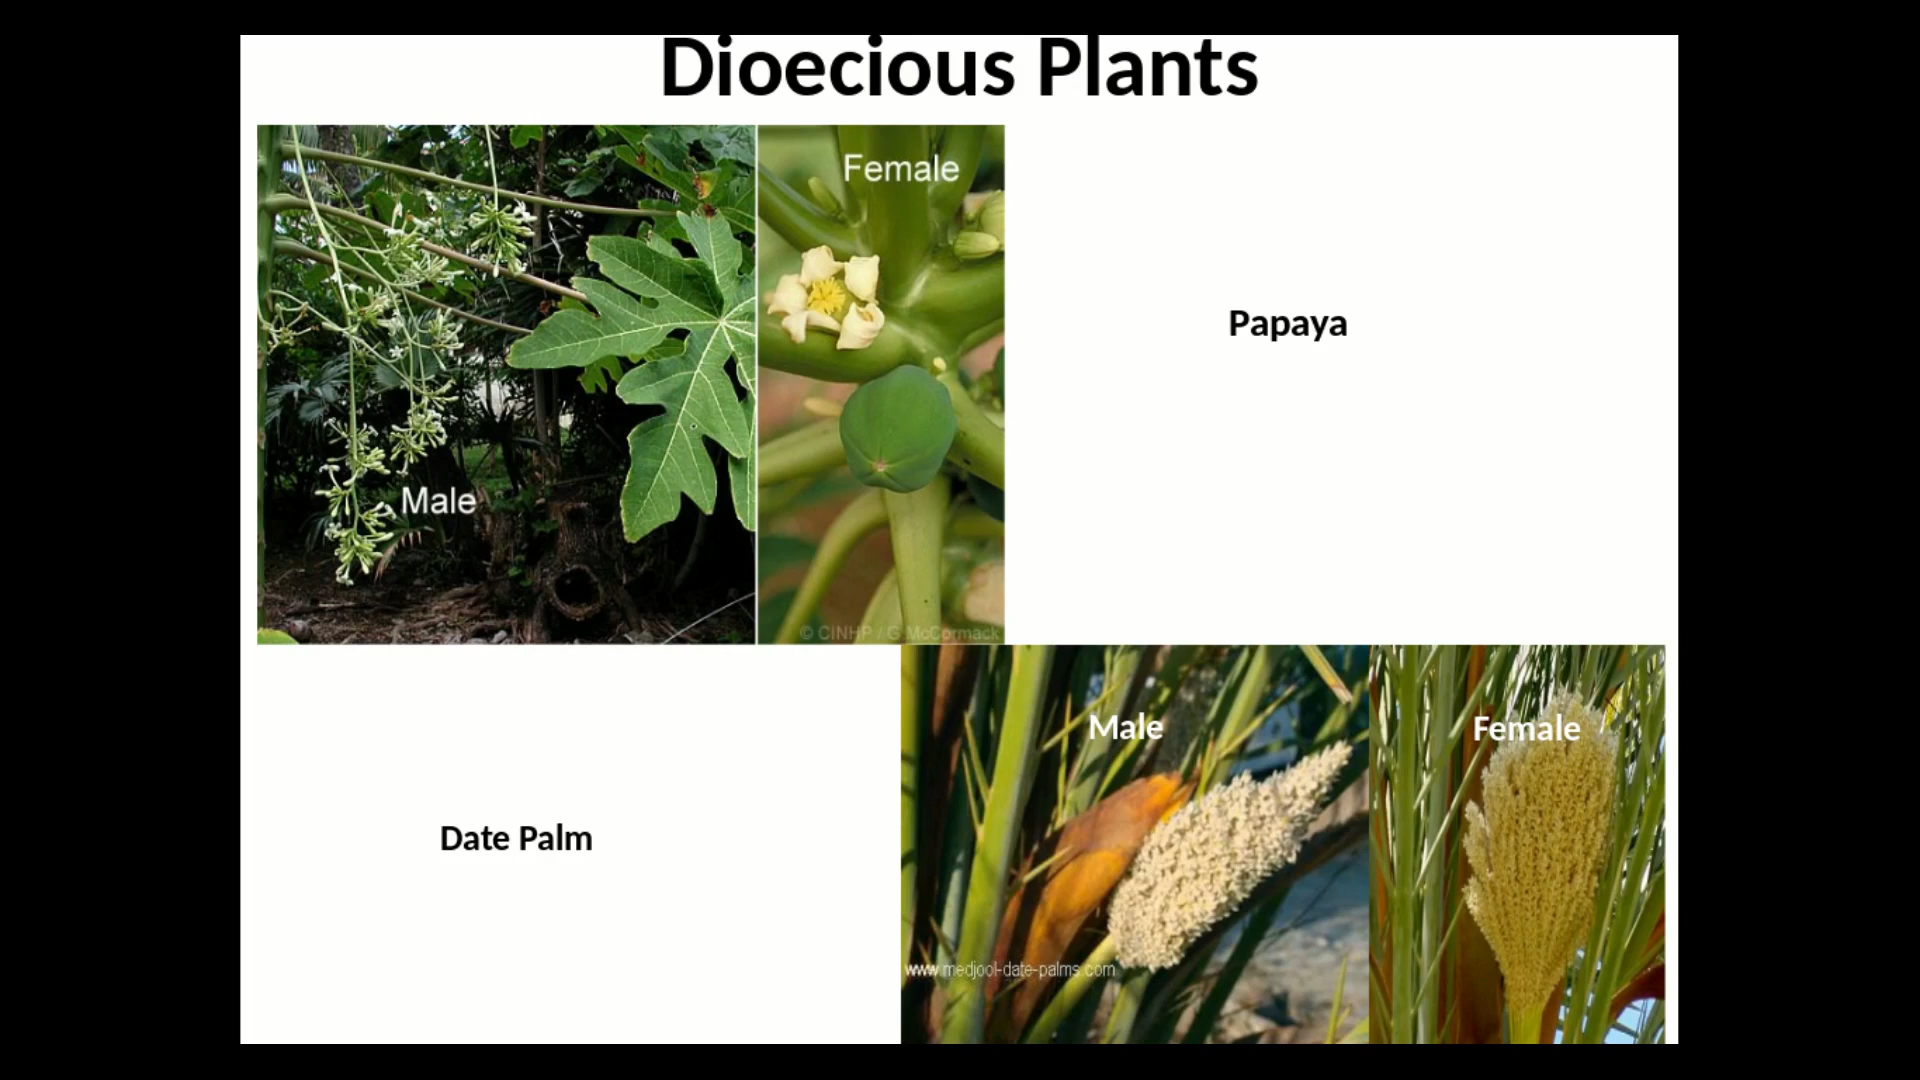 Dioecious Plants
Female
Papaya
Male
© CINHP / G McCormack
Male
Female
Date Palm
www.medjool-date-palms.com